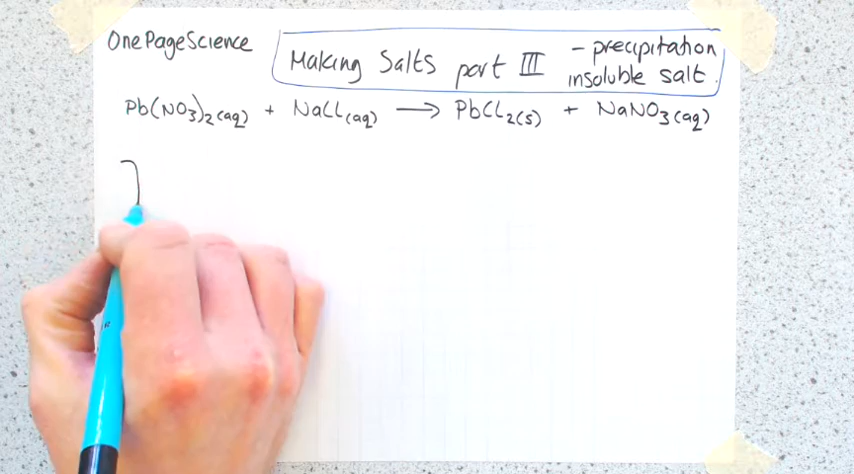 OnePageScience
Making Salts part III - precipitation
insoluble salt.
Pb(NO3)2(aq) + NaCl(aq) → PbCl2(s) + NaNO3(aq)